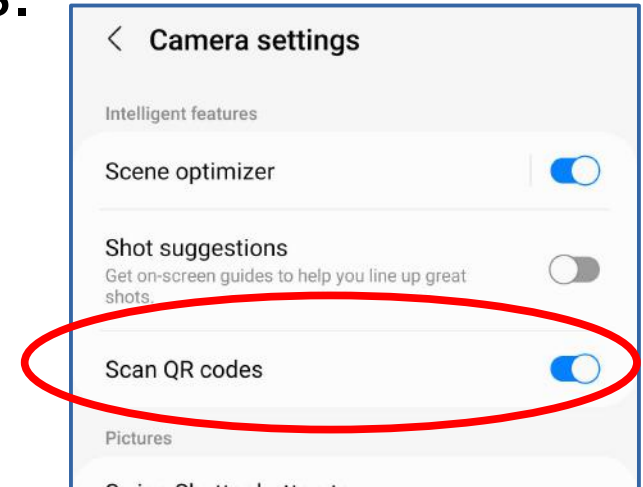 Camera settings
Intelligent features
Scene optimizer
Shot suggestions
Get on-screen guides to help you line up great
shots.
Scan QR codes
Pictures